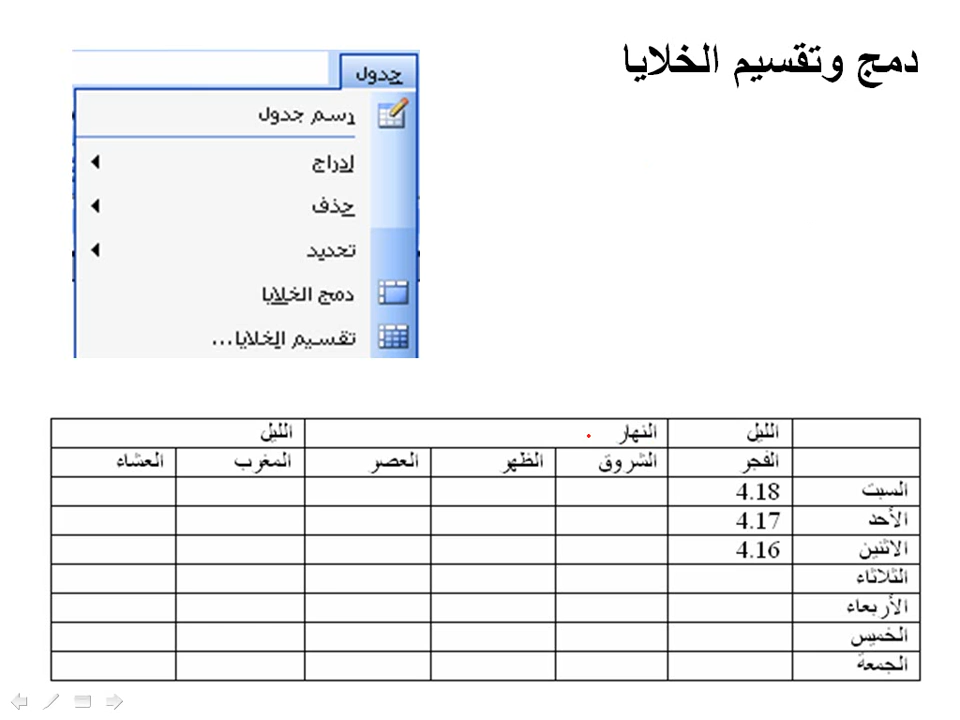 دمج وتقسيم الخلايا
جدول
رسم جدول
إدراج
حذف
تحديد
دمج الخلايا
تقسيم الخلايا...
الليل النهار الليل
الفجر الشروق الظهر العصر المغرب العشاء
السبت 4.18
الأحد 4.17
الاثنين 4.16
الثلاثاء
الأربعاء
الخميس
الجمعة